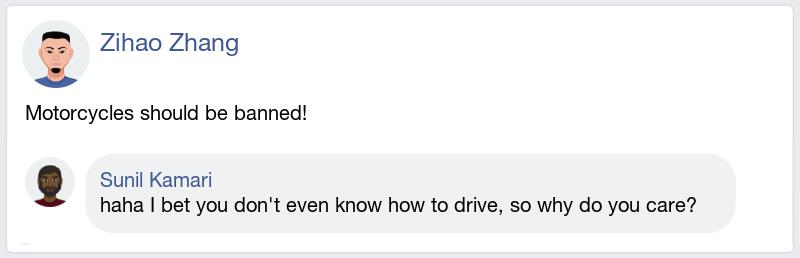 Zihao Zhang
Motorcycles should be banned!
Sunil Kamari
haha I bet you don't even know how to drive, so why do you care?